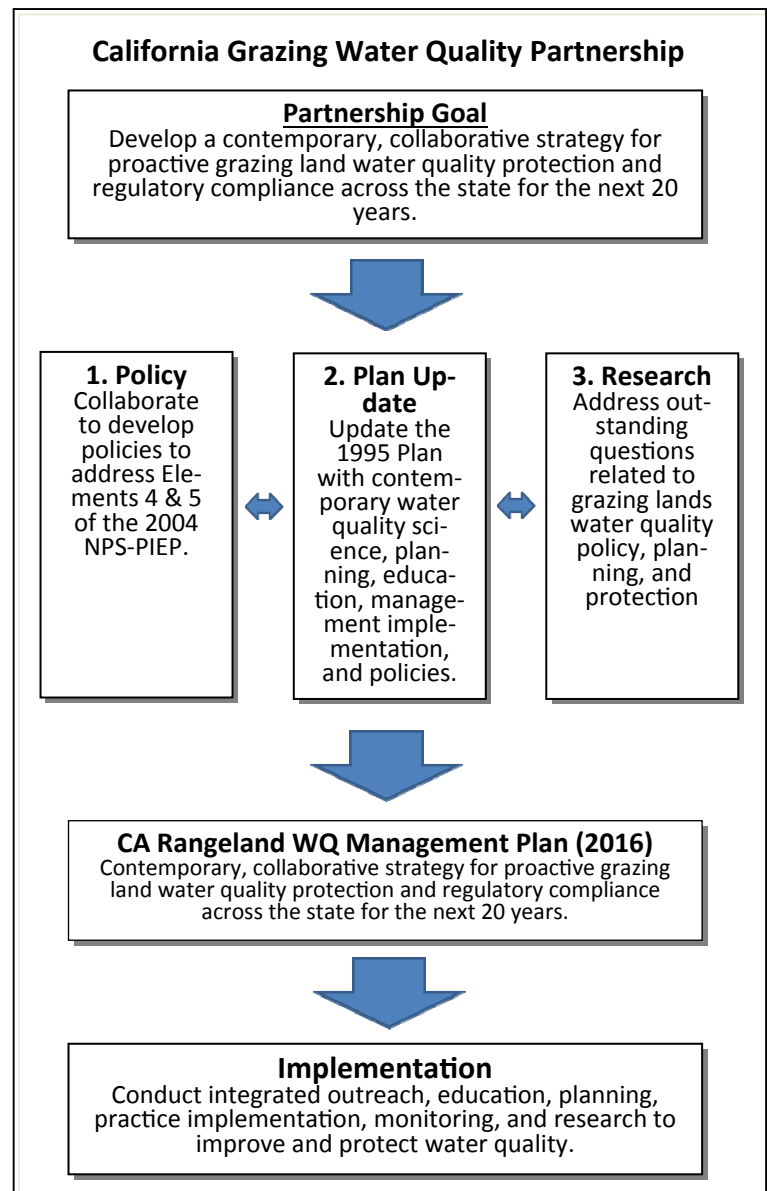 California Grazing Water Quality Partnership
Partnership Goal
Develop a contemporary, collaborative strategy for
proactive grazing land water quality protection and
regulatory compliance across the state for the next 20
years.
1. Policy
Collaborate
to develop
policies to
address Ele-
ments 4 & 5
of the 2004
NPS-PIEP.
2. Plan Up-
date
Update the
1995 Plan
with contem-
porary water
quality sci-
ence, plan-
ning, educa-
tion, manage-
ment imple-
mentation,
and policies.
3. Research
Address out-
standing
questions
related to
grazing lands
water quality
policy, plan-
ning, and
protection
CA Rangeland WQ Management Plan (2016)
Contemporary, collaborative strategy for proactive grazing
land water quality protection and regulatory compliance
across the state for the next 20 years.
Implementation
Conduct integrated outreach, education, planning,
practice implementation, monitoring, and research to
improve and protect water quality.